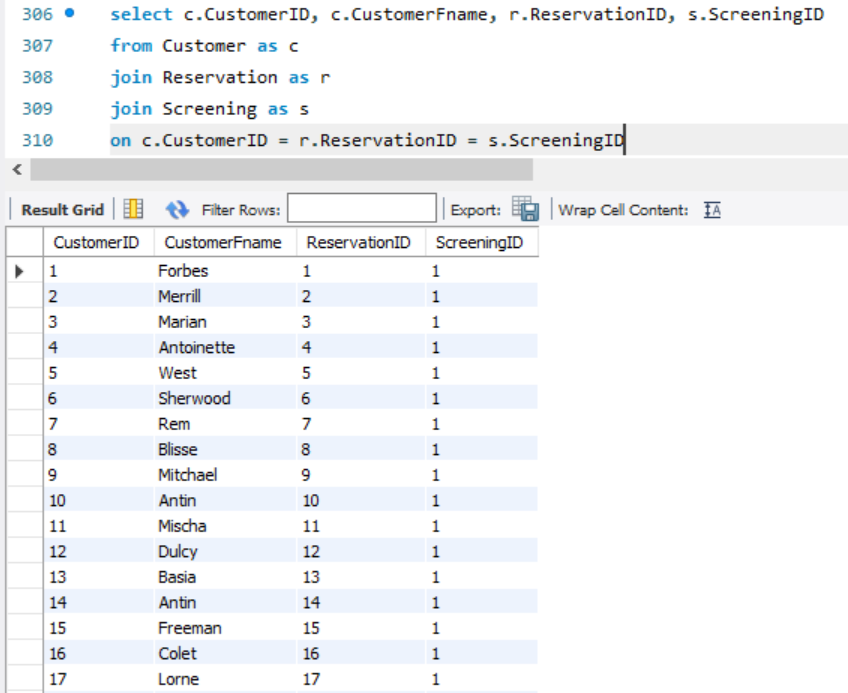 306 select c.CustomerID, c.CustomerFname, r.ReservationID, s.ScreeningID
307 from Customer as c
308 join Reservation as r
309 join Screening as s
310 on c.CustomerID = r.ReservationID = s.ScreeningID
Result Grid Filter Rows: Export: Wrap Cell Content: IA
CustomerID CustomerFname ReservationID ScreeningID
1 Forbes 1 1
2 Merrill 2 1
3 Marian 3 1
4 Antoinette 4 1
5 West 5 1
6 Sherwood 6 1
7 Rem 7 1
8 Blisse 8 1
9 Mitchael 9 1
10 Antin 10 1
11 Mischa 11 1
12 Dulcy 12 1
13 Basia 13 1
14 Antin 14 1
15 Freeman 15 1
16 Colet 16 1
17 Lorne 17 1